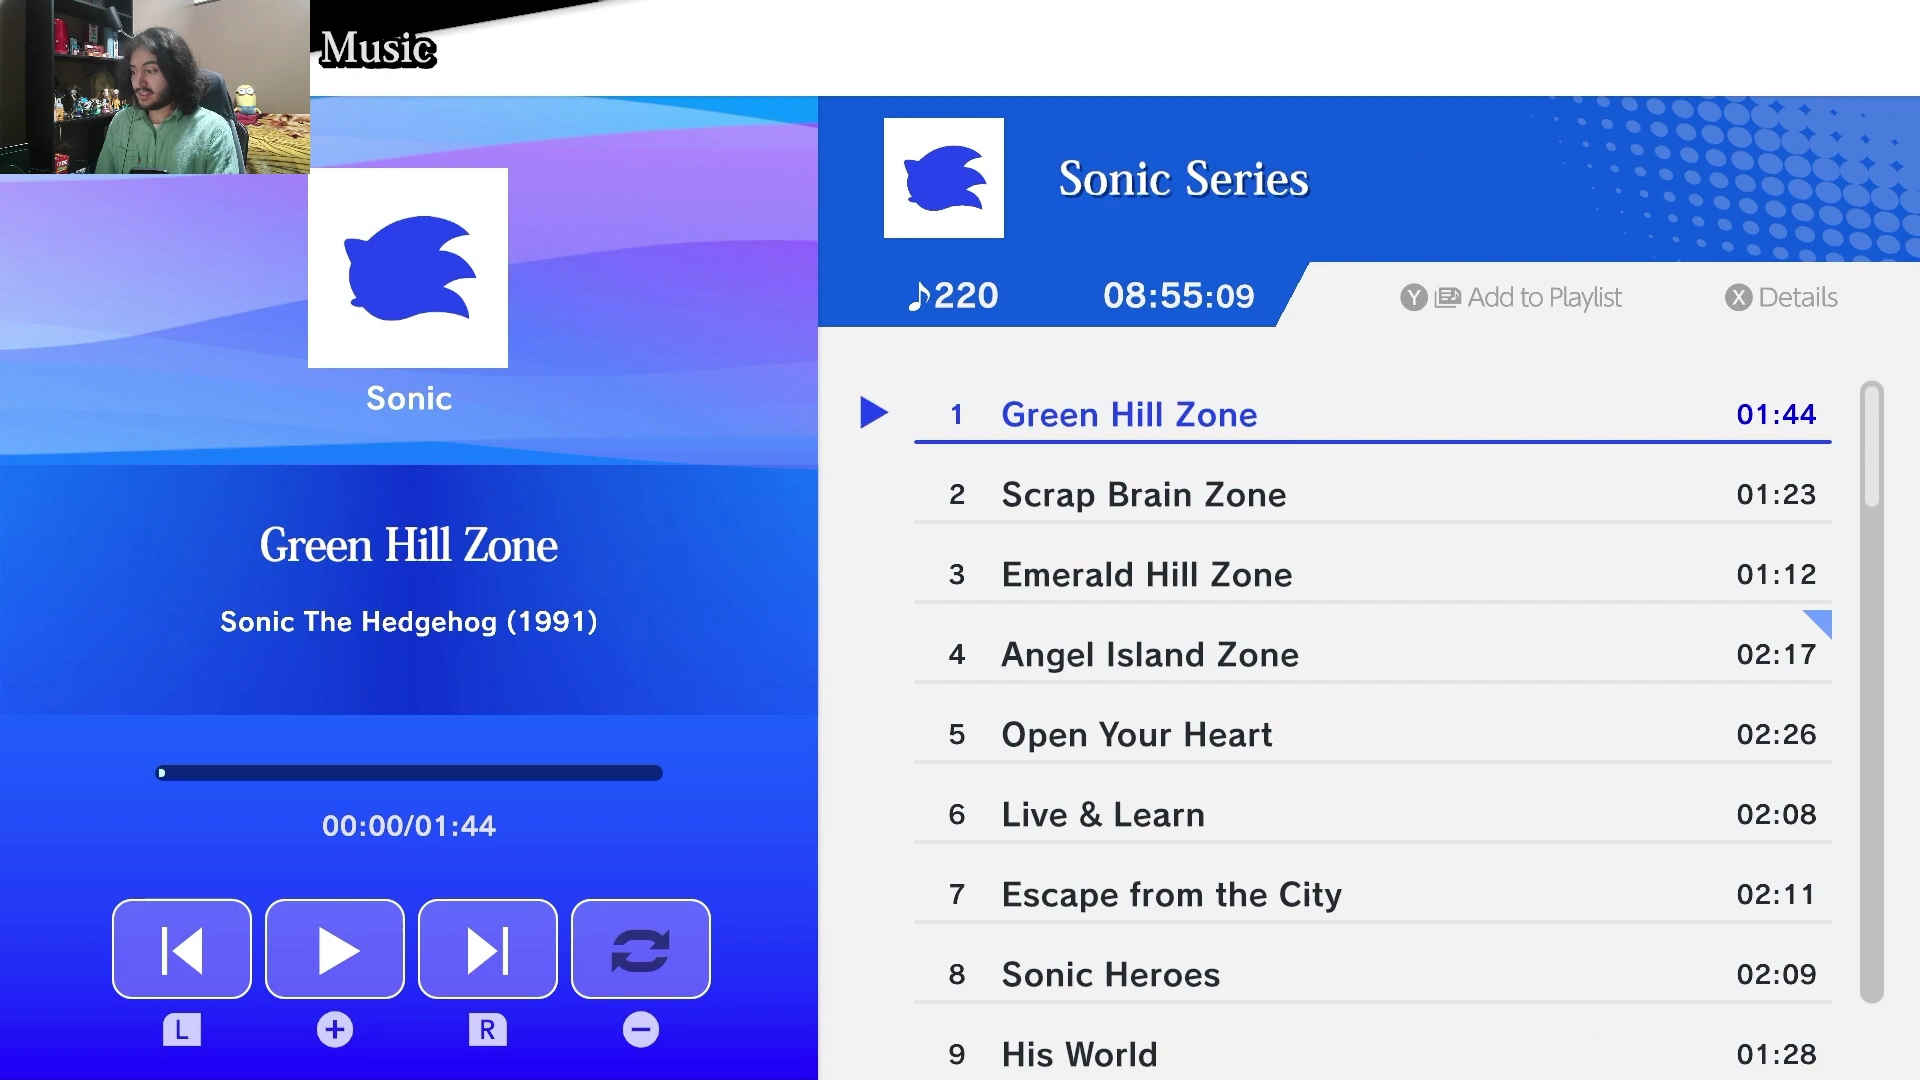 Music
Sonic
Green Hill Zone
Sonic The Hedgehog (1991)
00:00/01:44
L
+
R
−
Sonic Series
♪220 08:55:09
Y Add to Playlist X Details
1 Green Hill Zone 01:44
2 Scrap Brain Zone 01:23
3 Emerald Hill Zone 01:12
4 Angel Island Zone 02:17
5 Open Your Heart 02:26
6 Live & Learn 02:08
7 Escape from the City 02:11
8 Sonic Heroes 02:09
9 His World 01:28